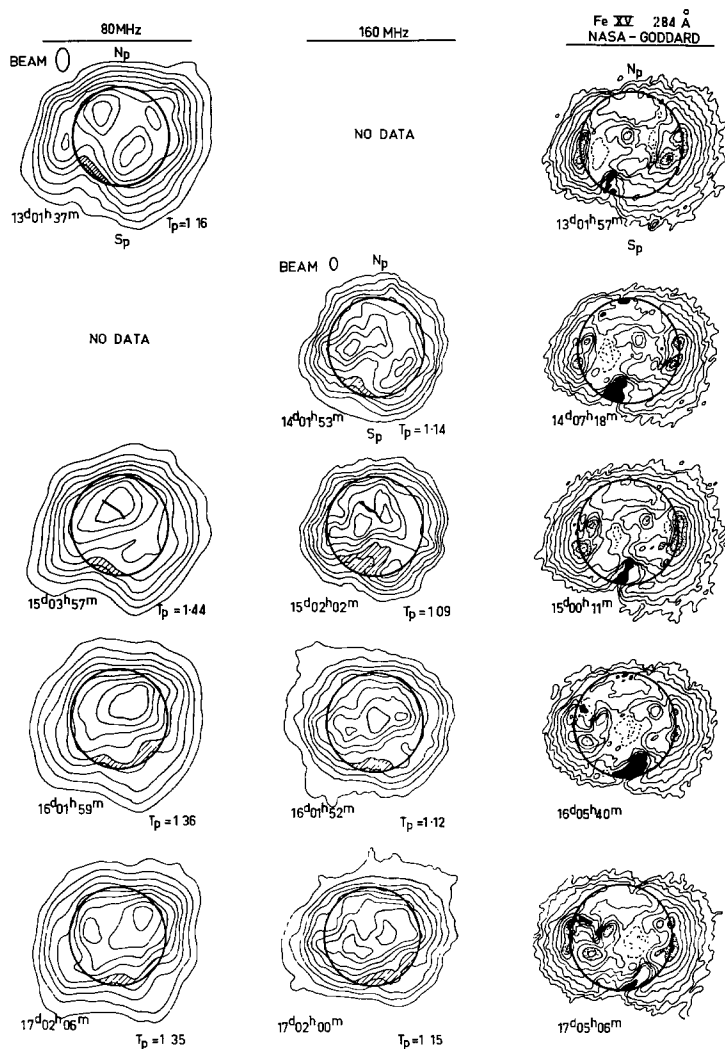 80MHz
160 MHz
Fe XV 284 Å
NASA-GODDARD
BEAM
Np
Np
NO DATA
13d01h37m
Tp=1 16
Sp
13d01h57m
Sp
BEAM
Np
NO DATA
14d01h53m
Sp
Tp=1·14
14d07h18m
15d03h57m
Tp=1·44
15d02h02m
Tp=1 09
15d00h11m
16d01h59m
Tp=1 36
16d01h52m
Tp=1·12
16d05h40m
17d02h06m
Tp=1 35
17d02h00m
Tp=1 15
17d05h06m